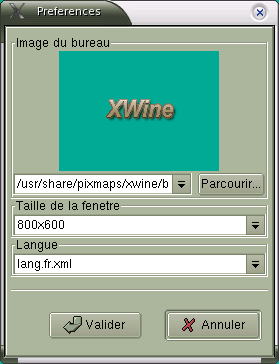 Preferences
Image du bureau
XWine
/usr/share/pixmaps/xwine/b
Parcourir...
Taille de la fenetre
800x600
Langue
lang.fr.xml
Valider
Annuler